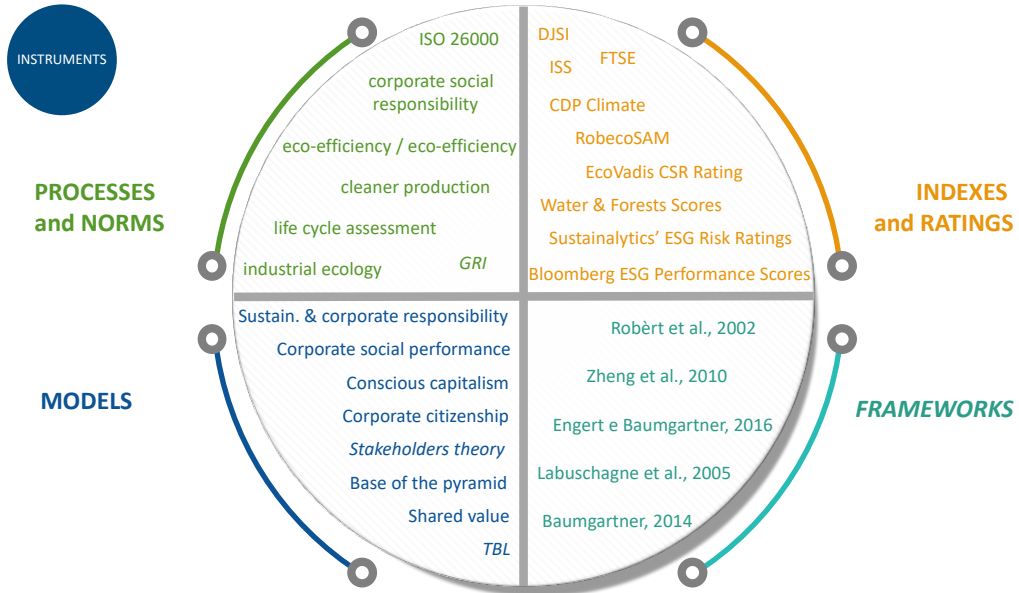 INSTRUMENTS
PROCESSES
and NORMS
ISO 26000
corporate social
responsibility
eco-efficiency / eco-efficiency
cleaner production
life cycle assessment
industrial ecology
GRI
INDEXES
and RATINGS
DJSI
FTSE
ISS
CDP Climate
RobecoSAM
EcoVadis CSR Rating
Water & Forests Scores
Sustainalytics' ESG Risk Ratings
Bloomberg ESG Performance Scores
MODELS
Sustain. & corporate responsibility
Corporate social performance
Conscious capitalism
Corporate citizenship
Stakeholders theory
Base of the pyramid
Shared value
TBL
FRAMEWORKS
Robèrt et al., 2002
Zheng et al., 2010
Engert e Baumgartner, 2016
Labuschagne et al., 2005
Baumgartner, 2014